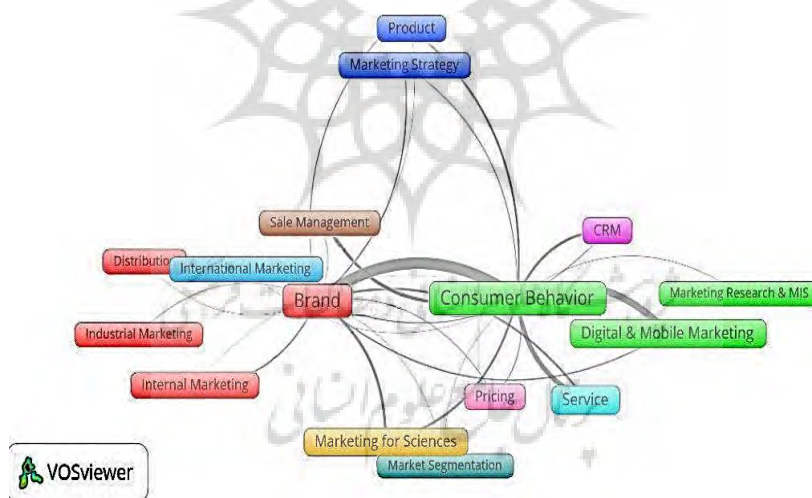 Product
Marketing Strategy
Sale Management
CRM
Distributio
International Marketing
Brand
Consumer Behavior
Marketing Research & MIS
Industrial Marketing
Digital & Mobile Marketing
Internal Marketing
Pricing
Service
Marketing for Sciences
Market Segmentation
VOSviewer